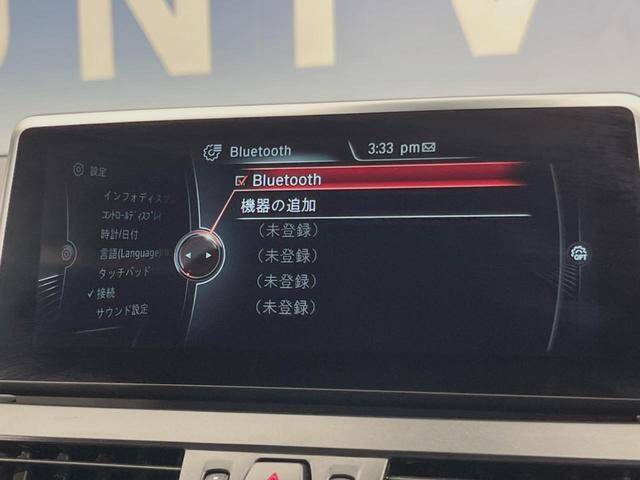 UNIV
Bluetooth
3:33 pm
設定
インフォディスプ
コントロールディスプレイ
時計/日付
言語(Language)
タッチパッド
✓接続
サウンド設定
Bluetooth
機器の追加
(未登録)
(未登録)
(未登録)
(未登録)
OPT